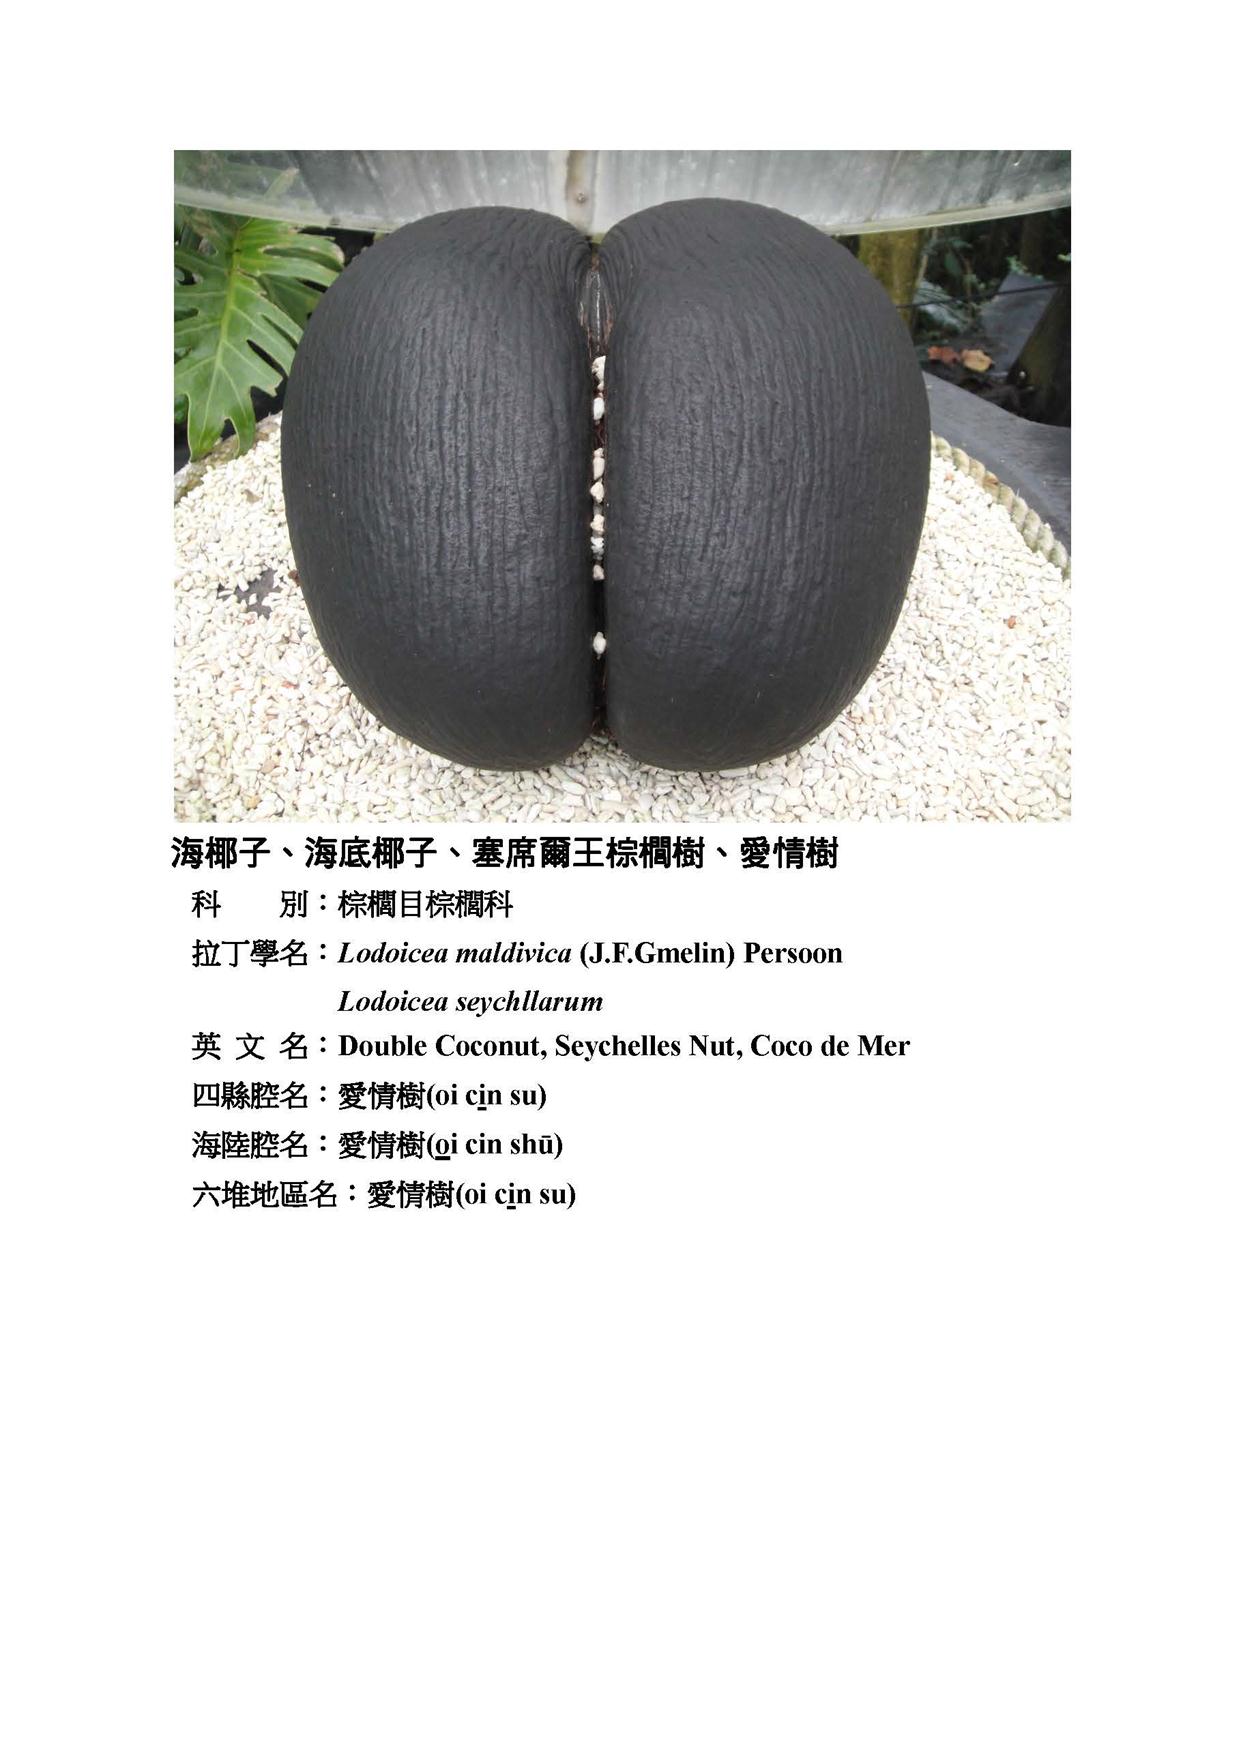 海椰子、海底椰子、塞席爾王棕櫚樹、愛情樹
科　　別：棕櫚目棕櫚科
拉丁學名：Lodoicea maldivica (J.F.Gmelin) Persoon
Lodoicea seychllarum
英 文 名：Double Coconut, Seychelles Nut, Coco de Mer
四縣腔名：愛情樹(oi ci̲n su)
海陸腔名：愛情樹(o̲i cin shū)
六堆地區名：愛情樹(oi ci̲n su)